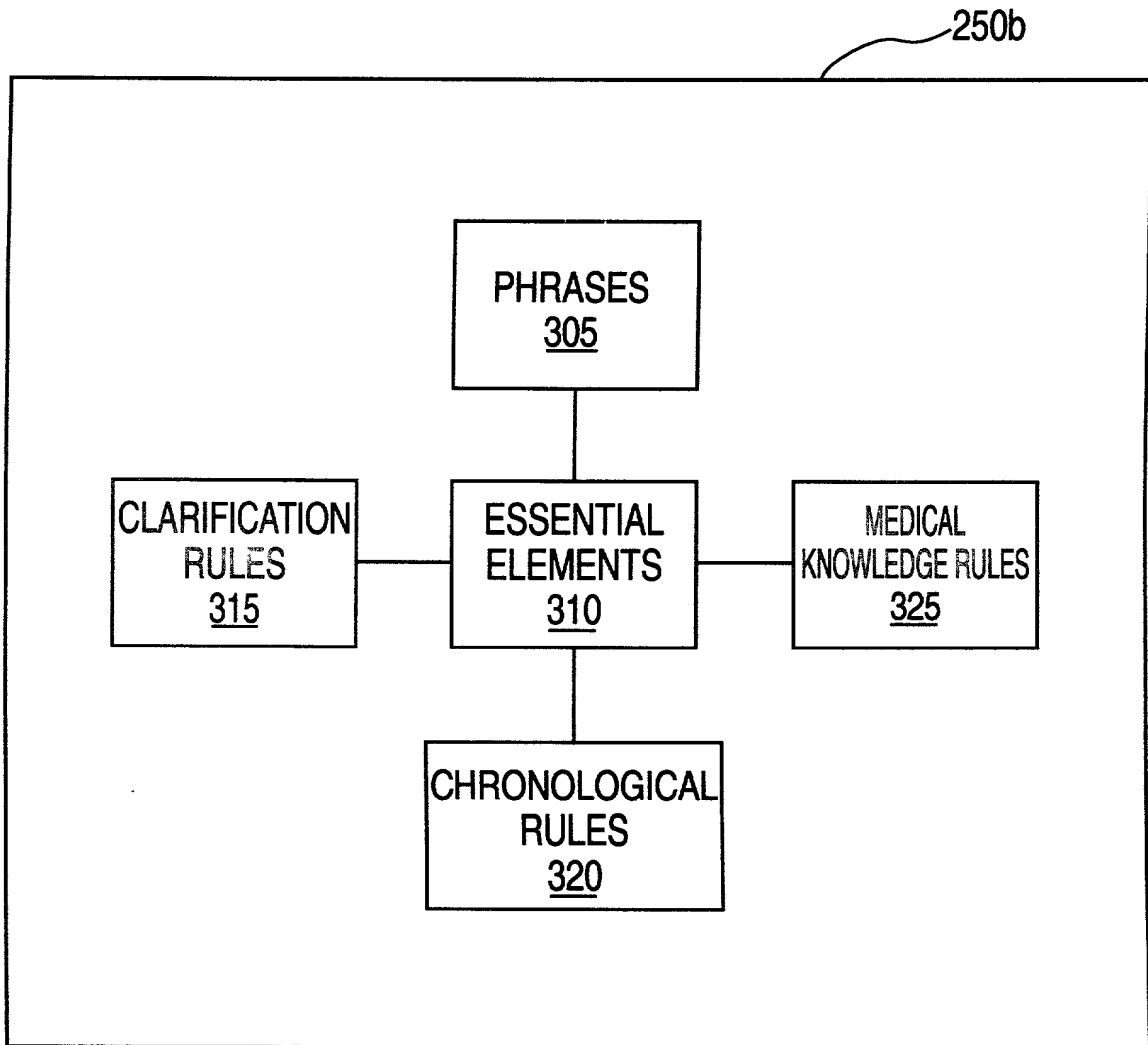 250b
PHRASES
305
CLARIFICATION
RULES
315
ESSENTIAL
ELEMENTS
310
MEDICAL
KNOWLEDGE RULES
325
CHRONOLOGICAL
RULES
320